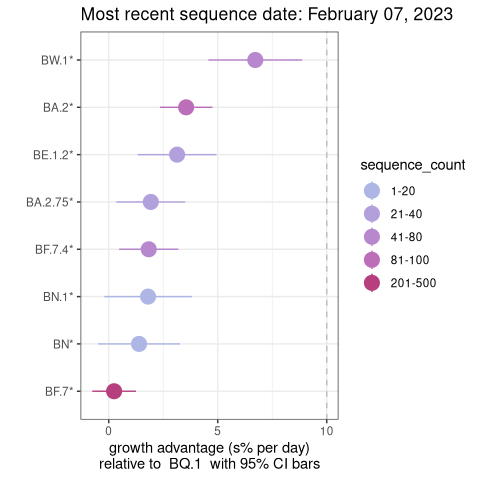 Most recent sequence date: February 07, 2023
BW.1*
BA.2*
BE.1.2*
BA.2.75*
BF.7.4*
BN.1*
BN*
BF.7*
0 5 10
growth advantage (s% per day)
relative to BQ.1 with 95% CI bars
sequence_count
1-20
21-40
41-80
81-100
201-500